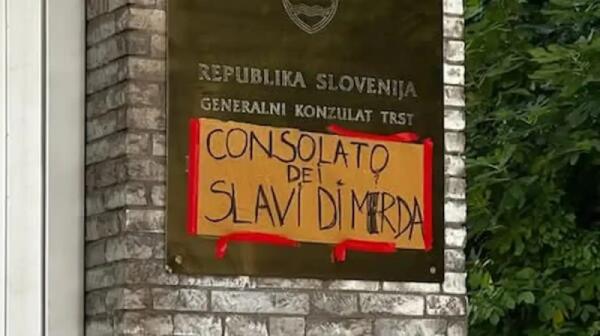 REPUBLIKA SLOVENIJA
GENERALNI KONZULAT TRST
CONSOLATO
DEI
SLAVI DI MERDA